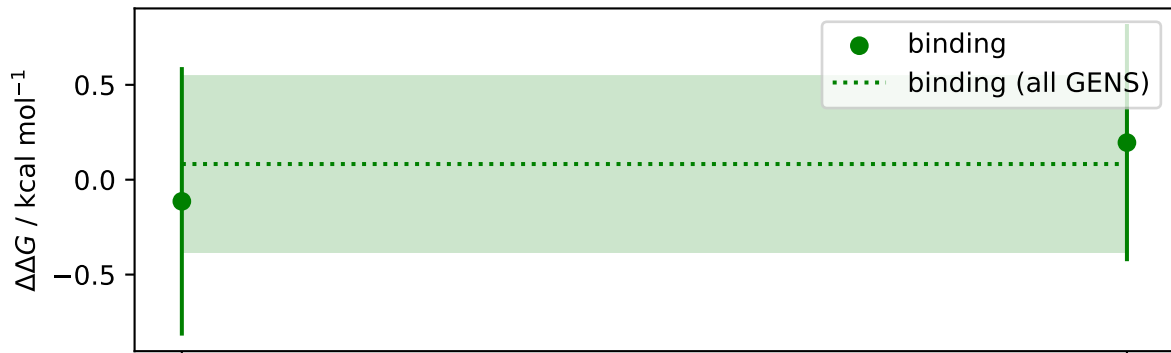 binding
binding (all GENS)
0.5
0.0
−0.5
ΔΔG / kcal mol⁻¹